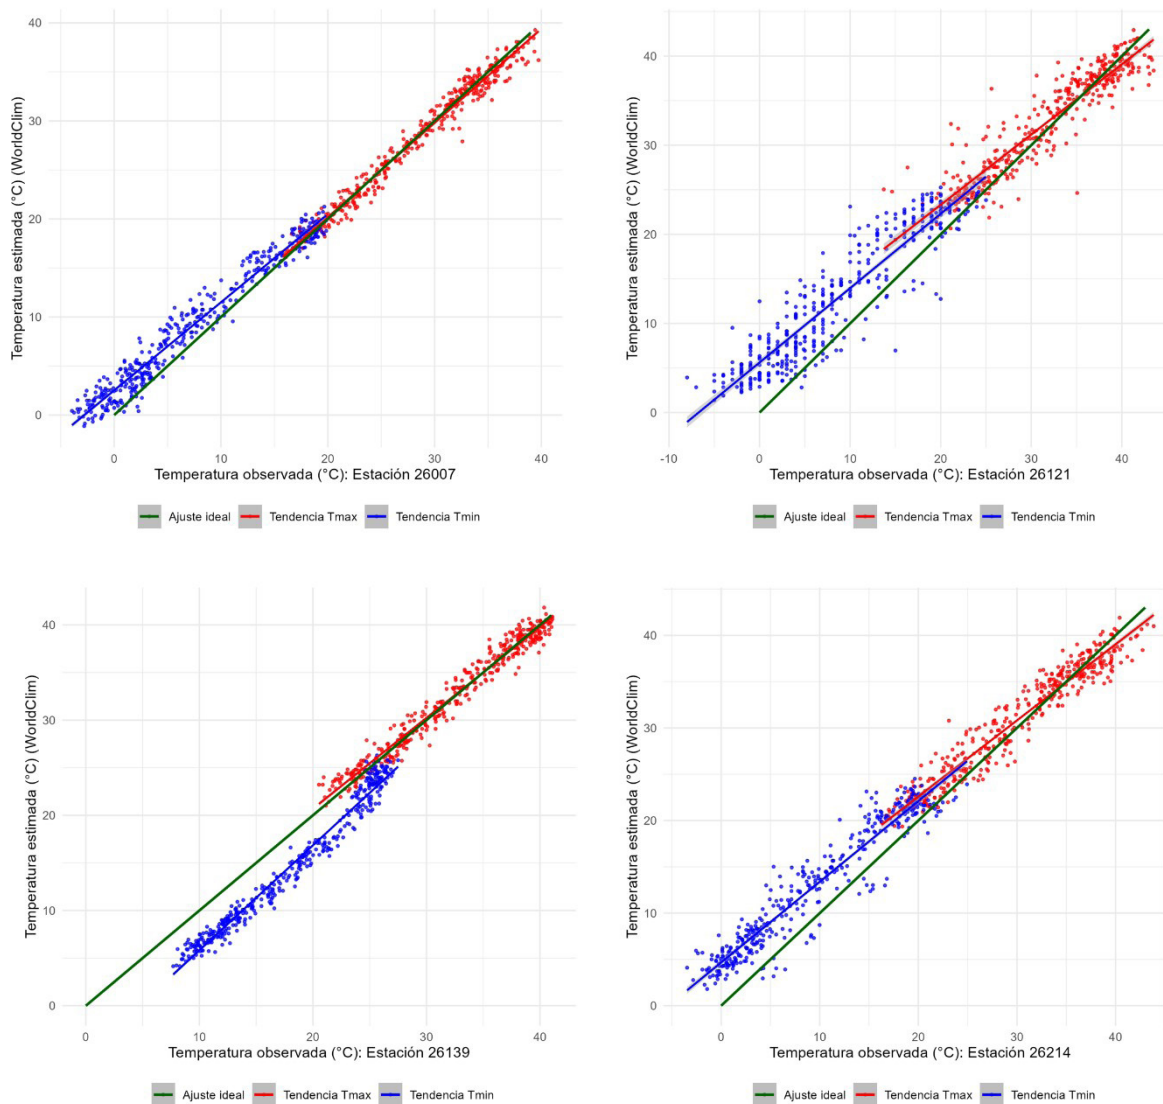 Temperatura estimada (°C) (WorldClim)
40
30
20
10
0
0
10
20
30
40
Temperatura observada (°C): Estación 26007
Ajuste ideal
Tendencia Tmax
Tendencia Tmin
Temperatura estimada (°C) (WorldClim)
40
30
20
10
0
-10
0
10
20
30
40
Temperatura observada (°C): Estación 26121
Ajuste ideal
Tendencia Tmax
Tendencia Tmin
Temperatura estimada (°C) (WorldClim)
40
30
20
10
0
0
10
20
30
40
Temperatura observada (°C): Estación 26139
Ajuste ideal
Tendencia Tmax
Tendencia Tmin
Temperatura estimada (°C) (WorldClim)
40
30
20
10
0
0
10
20
30
40
Temperatura observada (°C): Estación 26214
Ajuste ideal
Tendencia Tmax
Tendencia Tmin